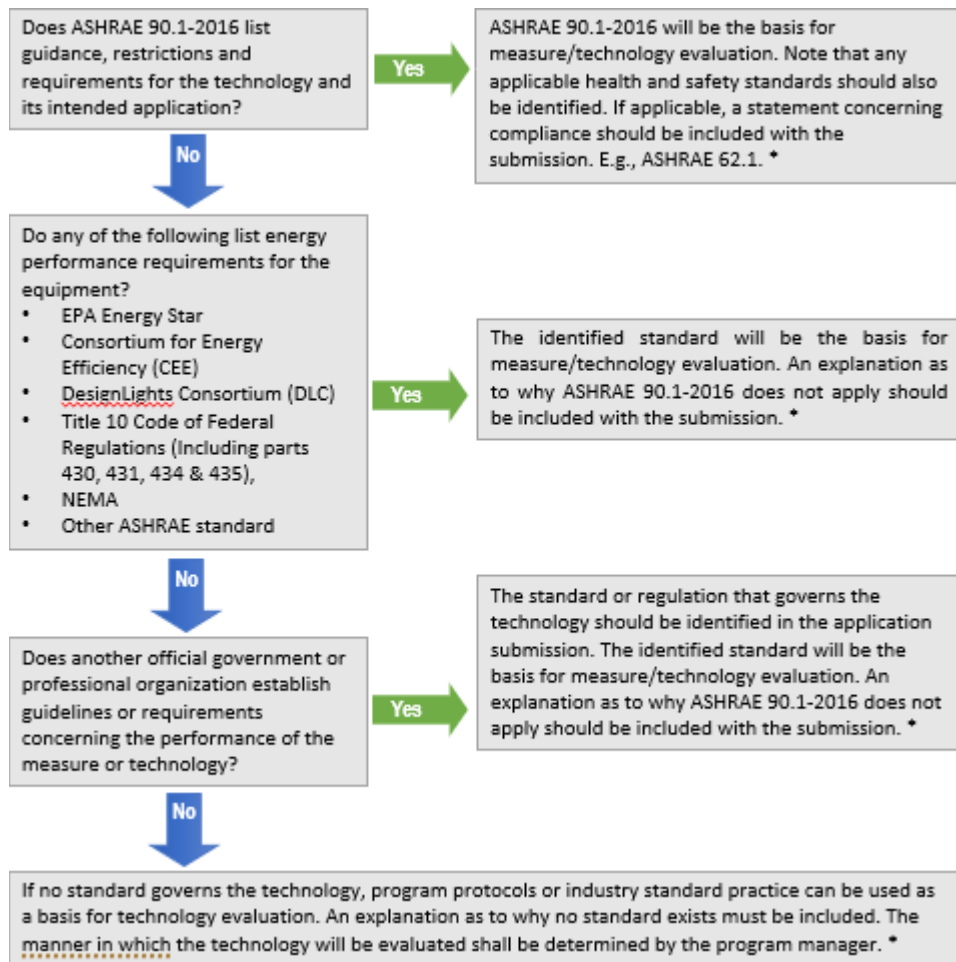 Does ASHRAE 90.1-2016 list
guidance, restrictions and
requirements for the technology and
its intended application?
Yes
ASHRAE 90.1-2016 will be the basis for
measure/technology evaluation. Note that any
applicable health and safety standards should also
be identified. If applicable, a statement concerning
compliance should be included with the
submission. E.g., ASHRAE 62.1. *
No
Do any of the following list energy
performance requirements for the
equipment?
• EPA Energy Star
• Consortium for Energy
Efficiency (CEE)
• DesignLights Consortium (DLC)
• Title 10 Code of Federal
Regulations (Including parts
430, 431, 434 & 435),
• NEMA
• Other ASHRAE standard
Yes
The identified standard will be the basis for
measure/technology evaluation. An explanation as
to why ASHRAE 90.1-2016 does not apply should
be included with the submission. *
No
Does another official government or
professional organization establish
guidelines or requirements
concerning the performance of the
measure or technology?
Yes
The standard or regulation that governs the
technology should be identified in the application
submission. The identified standard will be the
basis for measure/technology evaluation. An
explanation as to why ASHRAE 90.1-2016 does not
apply should be included with the submission. *
No
If no standard governs the technology, program protocols or industry standard practice can be used as
a basis for technology evaluation. An explanation as to why no standard exists must be included. The
manner in which the technology will be evaluated shall be determined by the program manager. *